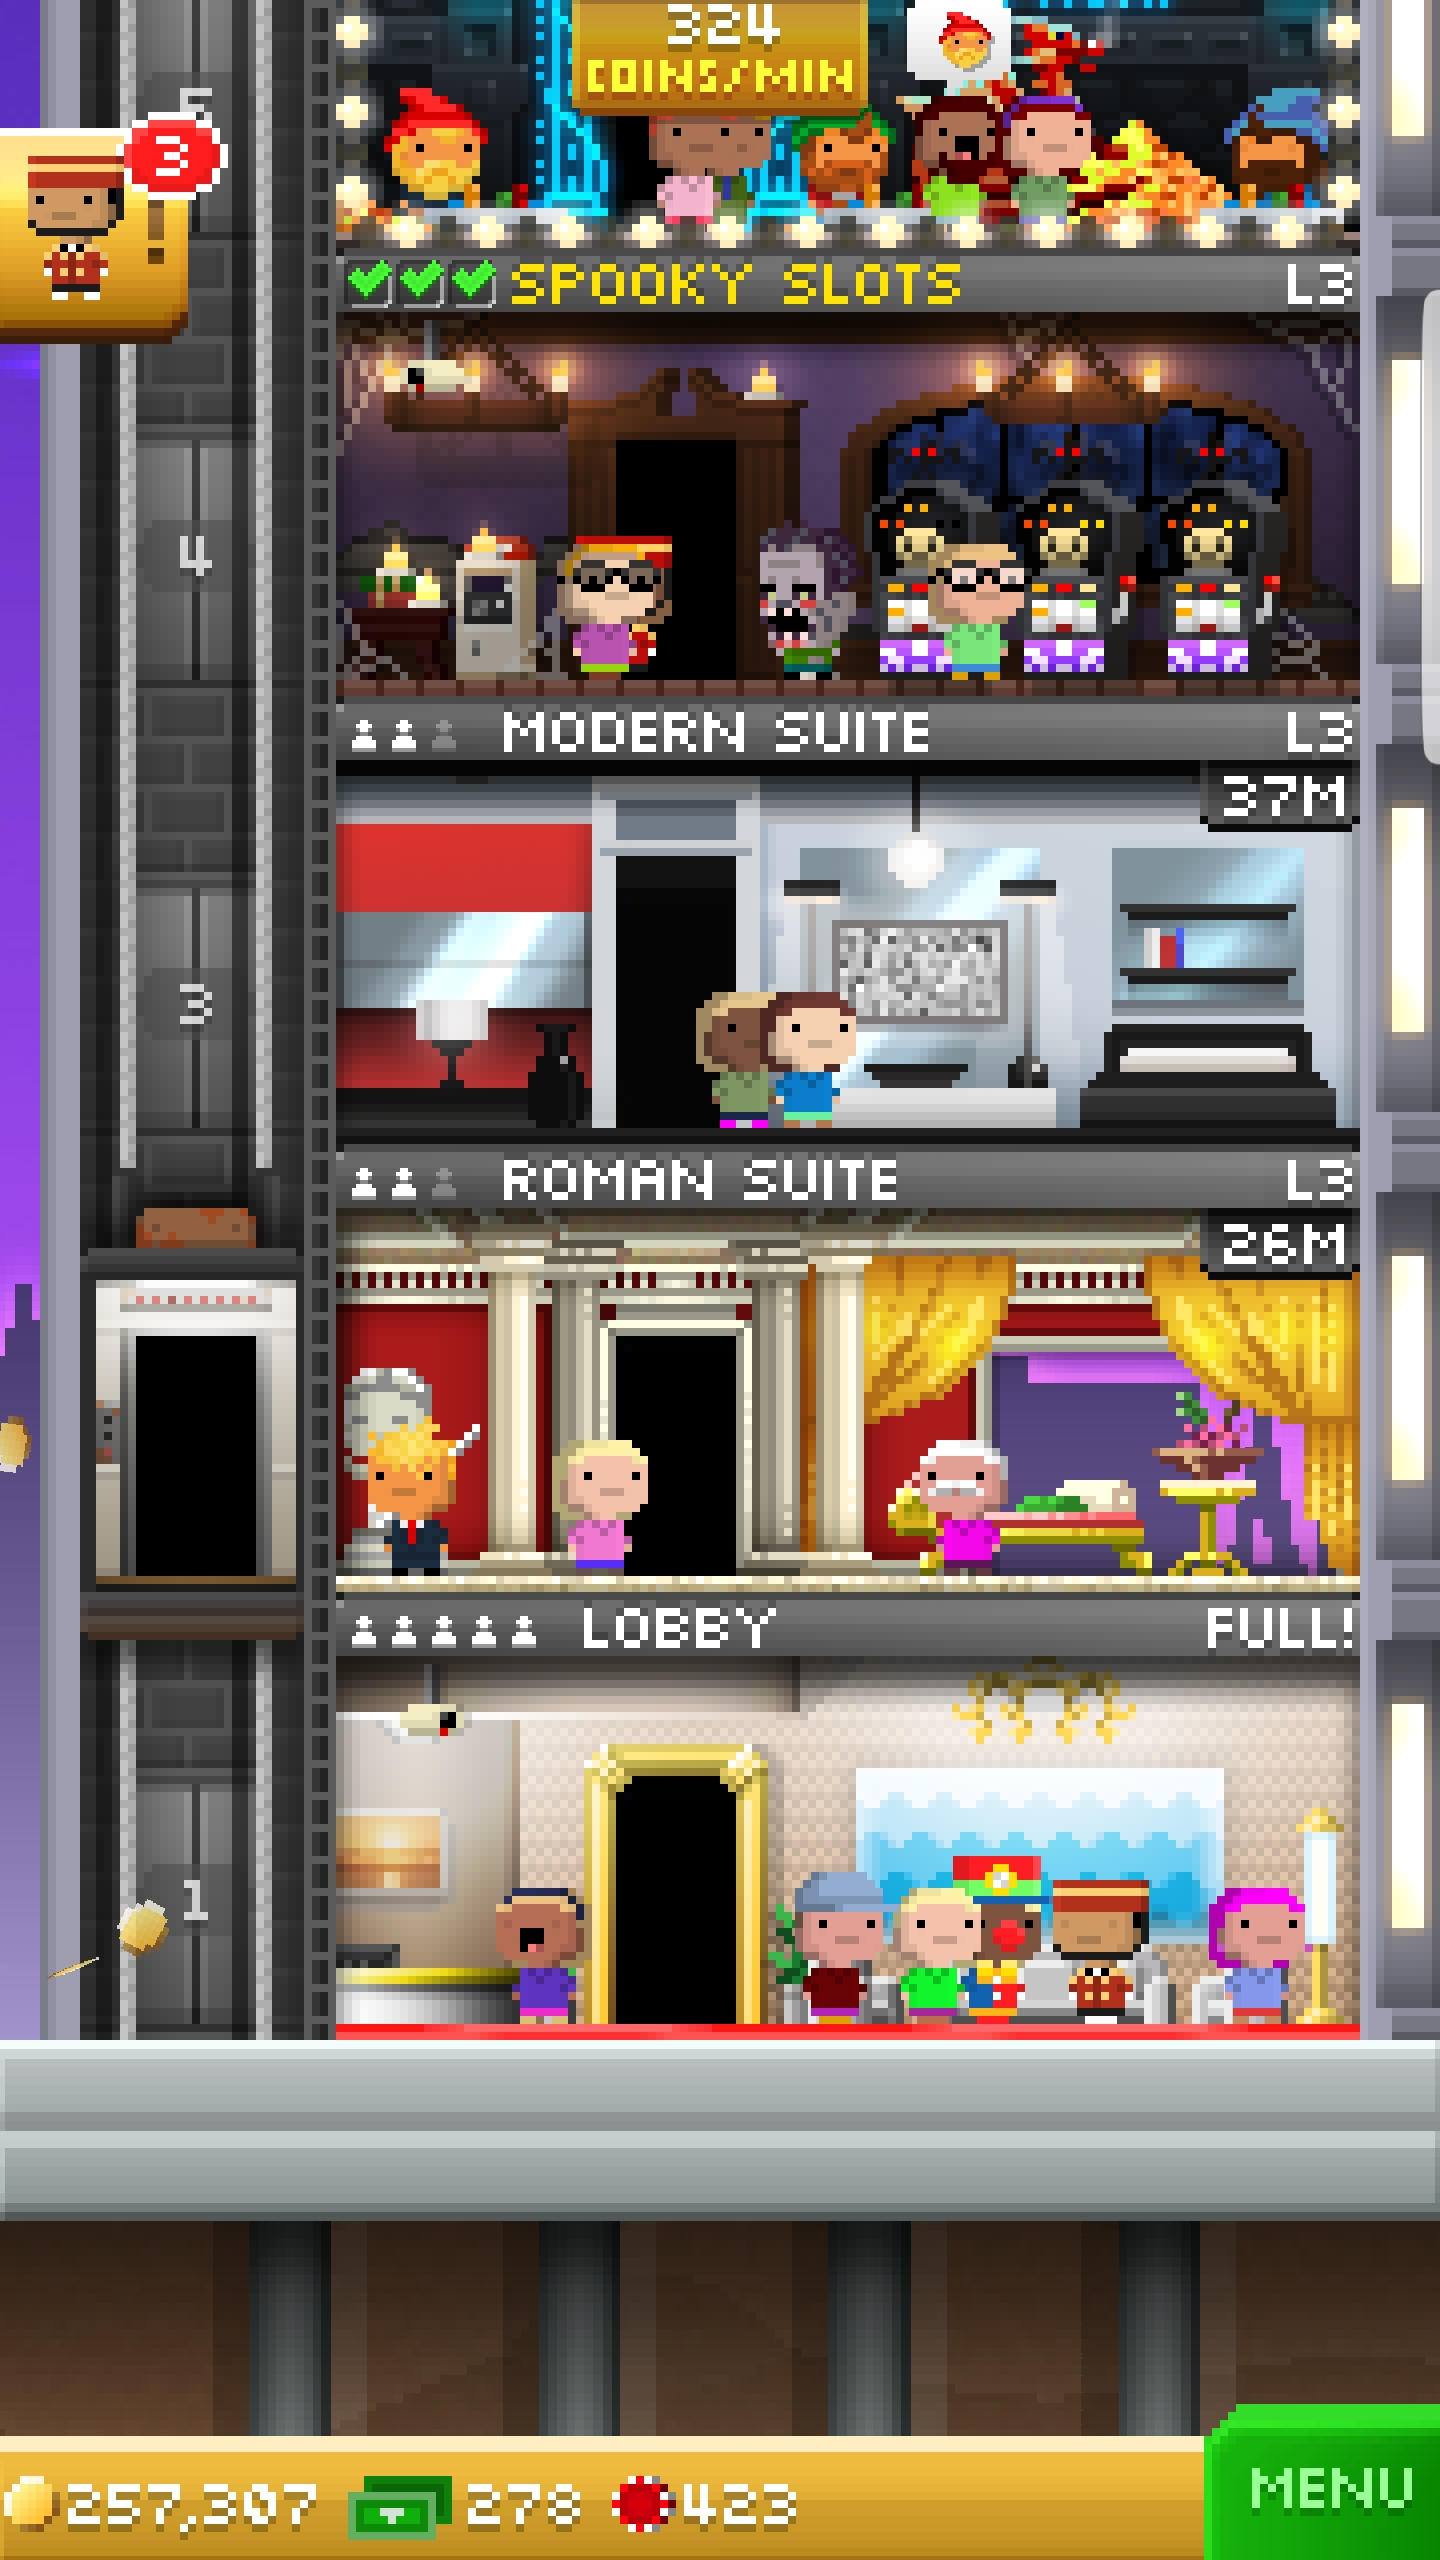 324
COINS/MIN
5
3
SPOOKY SLOTS L3
4
MODERN SUITE L3
37M
3
ROMAN SUITE L3
26M
LOBBY FULL!
1
257,307 278 423
MENU